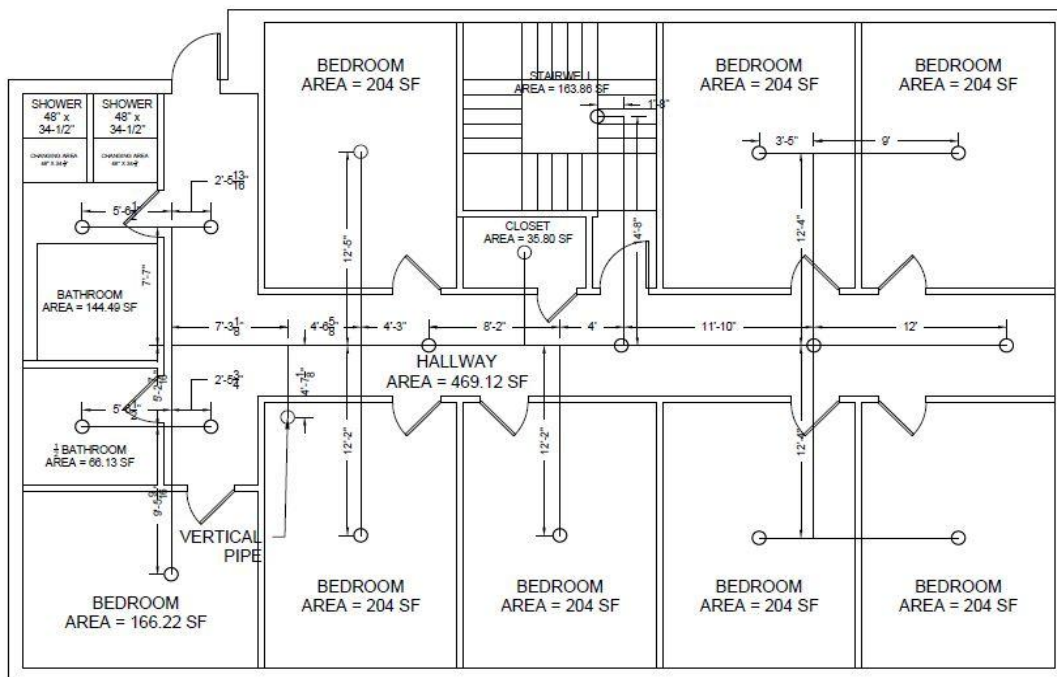 BEDROOM
AREA = 204 SF
STAIRWELL
AREA = 163.86 SF
BEDROOM
AREA = 204 SF
BEDROOM
AREA = 204 SF
SHOWER
48" x
34-1/2"
SHOWER
48" x
34-1/2"
CHANGING AREA
CHANGING AREA
1'-8"
3'-5"
9'
2'-5 13/16"
5'-6 1/2"
12'-5"
CLOSET
AREA = 35.80 SF
12'-4"
7'-7"
BATHROOM
AREA = 144.49 SF
7'-3 1/8"
4'-6 5/8"
4'-3"
8'-2"
4'
11'-10"
12'
HALLWAY
AREA = 469.12 SF
2'-5 3/4"
4'-7 1/8"
12'-2"
12'-2"
12'-4"
1/2 BATHROOM
AREA = 66.13 SF
VERTICAL
PIPE
BEDROOM
AREA = 166.22 SF
BEDROOM
AREA = 204 SF
BEDROOM
AREA = 204 SF
BEDROOM
AREA = 204 SF
BEDROOM
AREA = 204 SF